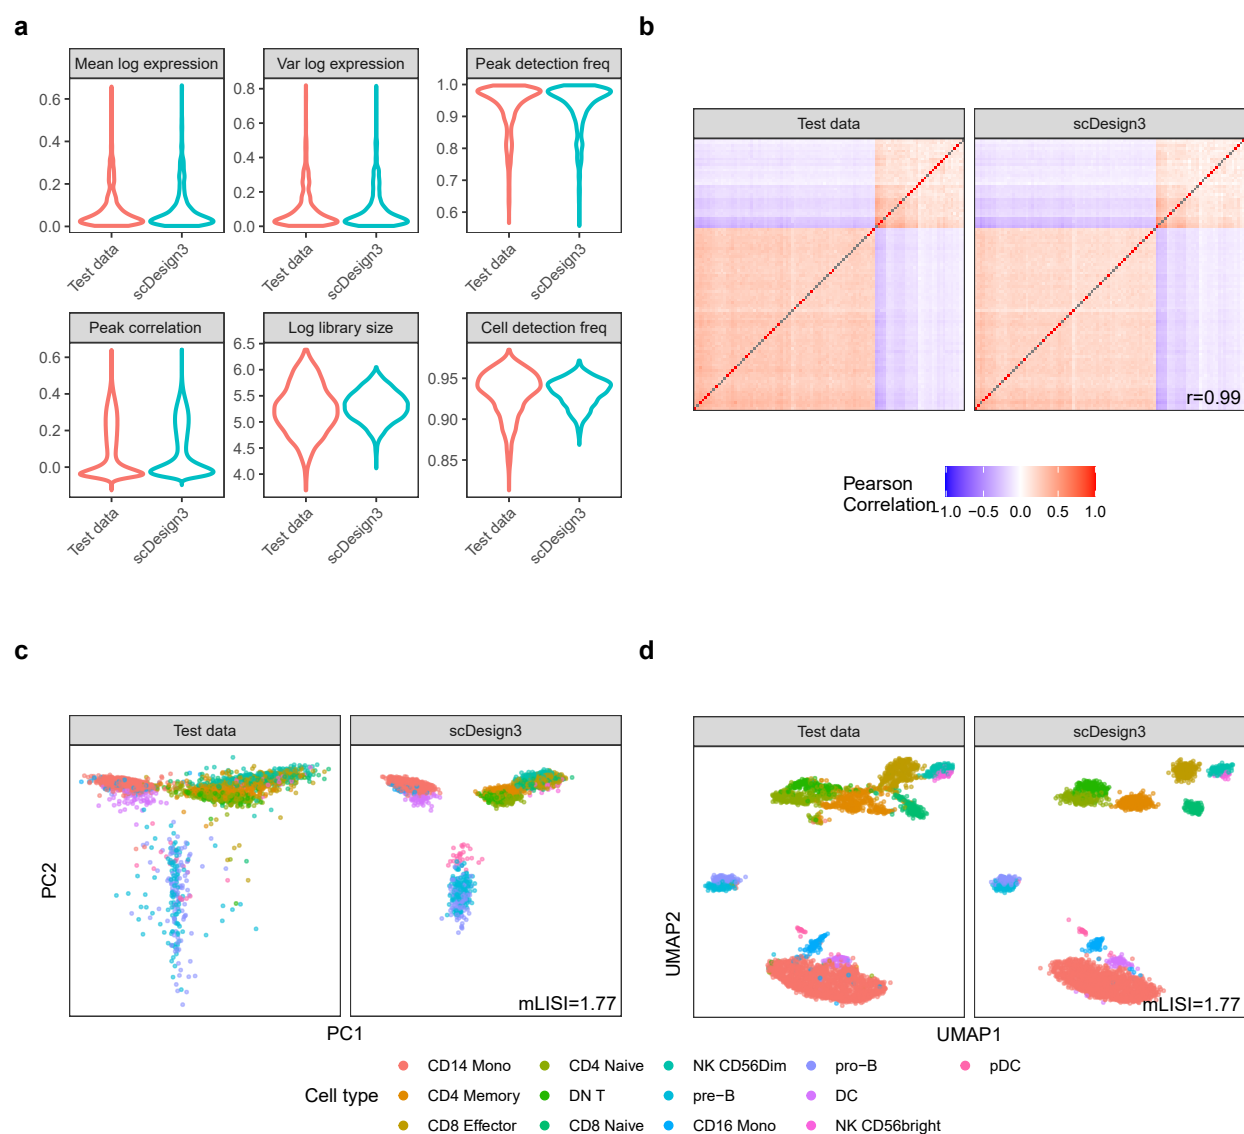 a
Mean log expression
Var log expression
Peak detection freq
0.6
0.4
0.2
0.0
0.8
0.6
0.4
0.2
0.0
1.0
0.9
0.8
0.7
0.6
Test data
scDesign3
Test data
scDesign3
Test data
scDesign3
Peak correlation
Log library size
Cell detection freq
0.6
0.4
0.2
0.0
6.5
6.0
5.5
5.0
4.5
4.0
0.95
0.90
0.85
Test data
scDesign3
Test data
scDesign3
Test data
scDesign3
b
Test data
scDesign3
r=0.99
Pearson
Correlation
−1.0 −0.5 0.0 0.5 1.0
c
Test data
scDesign3
PC2
mLISI=1.77
PC1
d
Test data
scDesign3
UMAP2
mLISI=1.77
UMAP1
Cell type
CD14 Mono
CD4 Memory
CD8 Effector
CD4 Naive
DN T
CD8 Naive
NK CD56Dim
pre−B
CD16 Mono
pro−B
DC
NK CD56bright
pDC